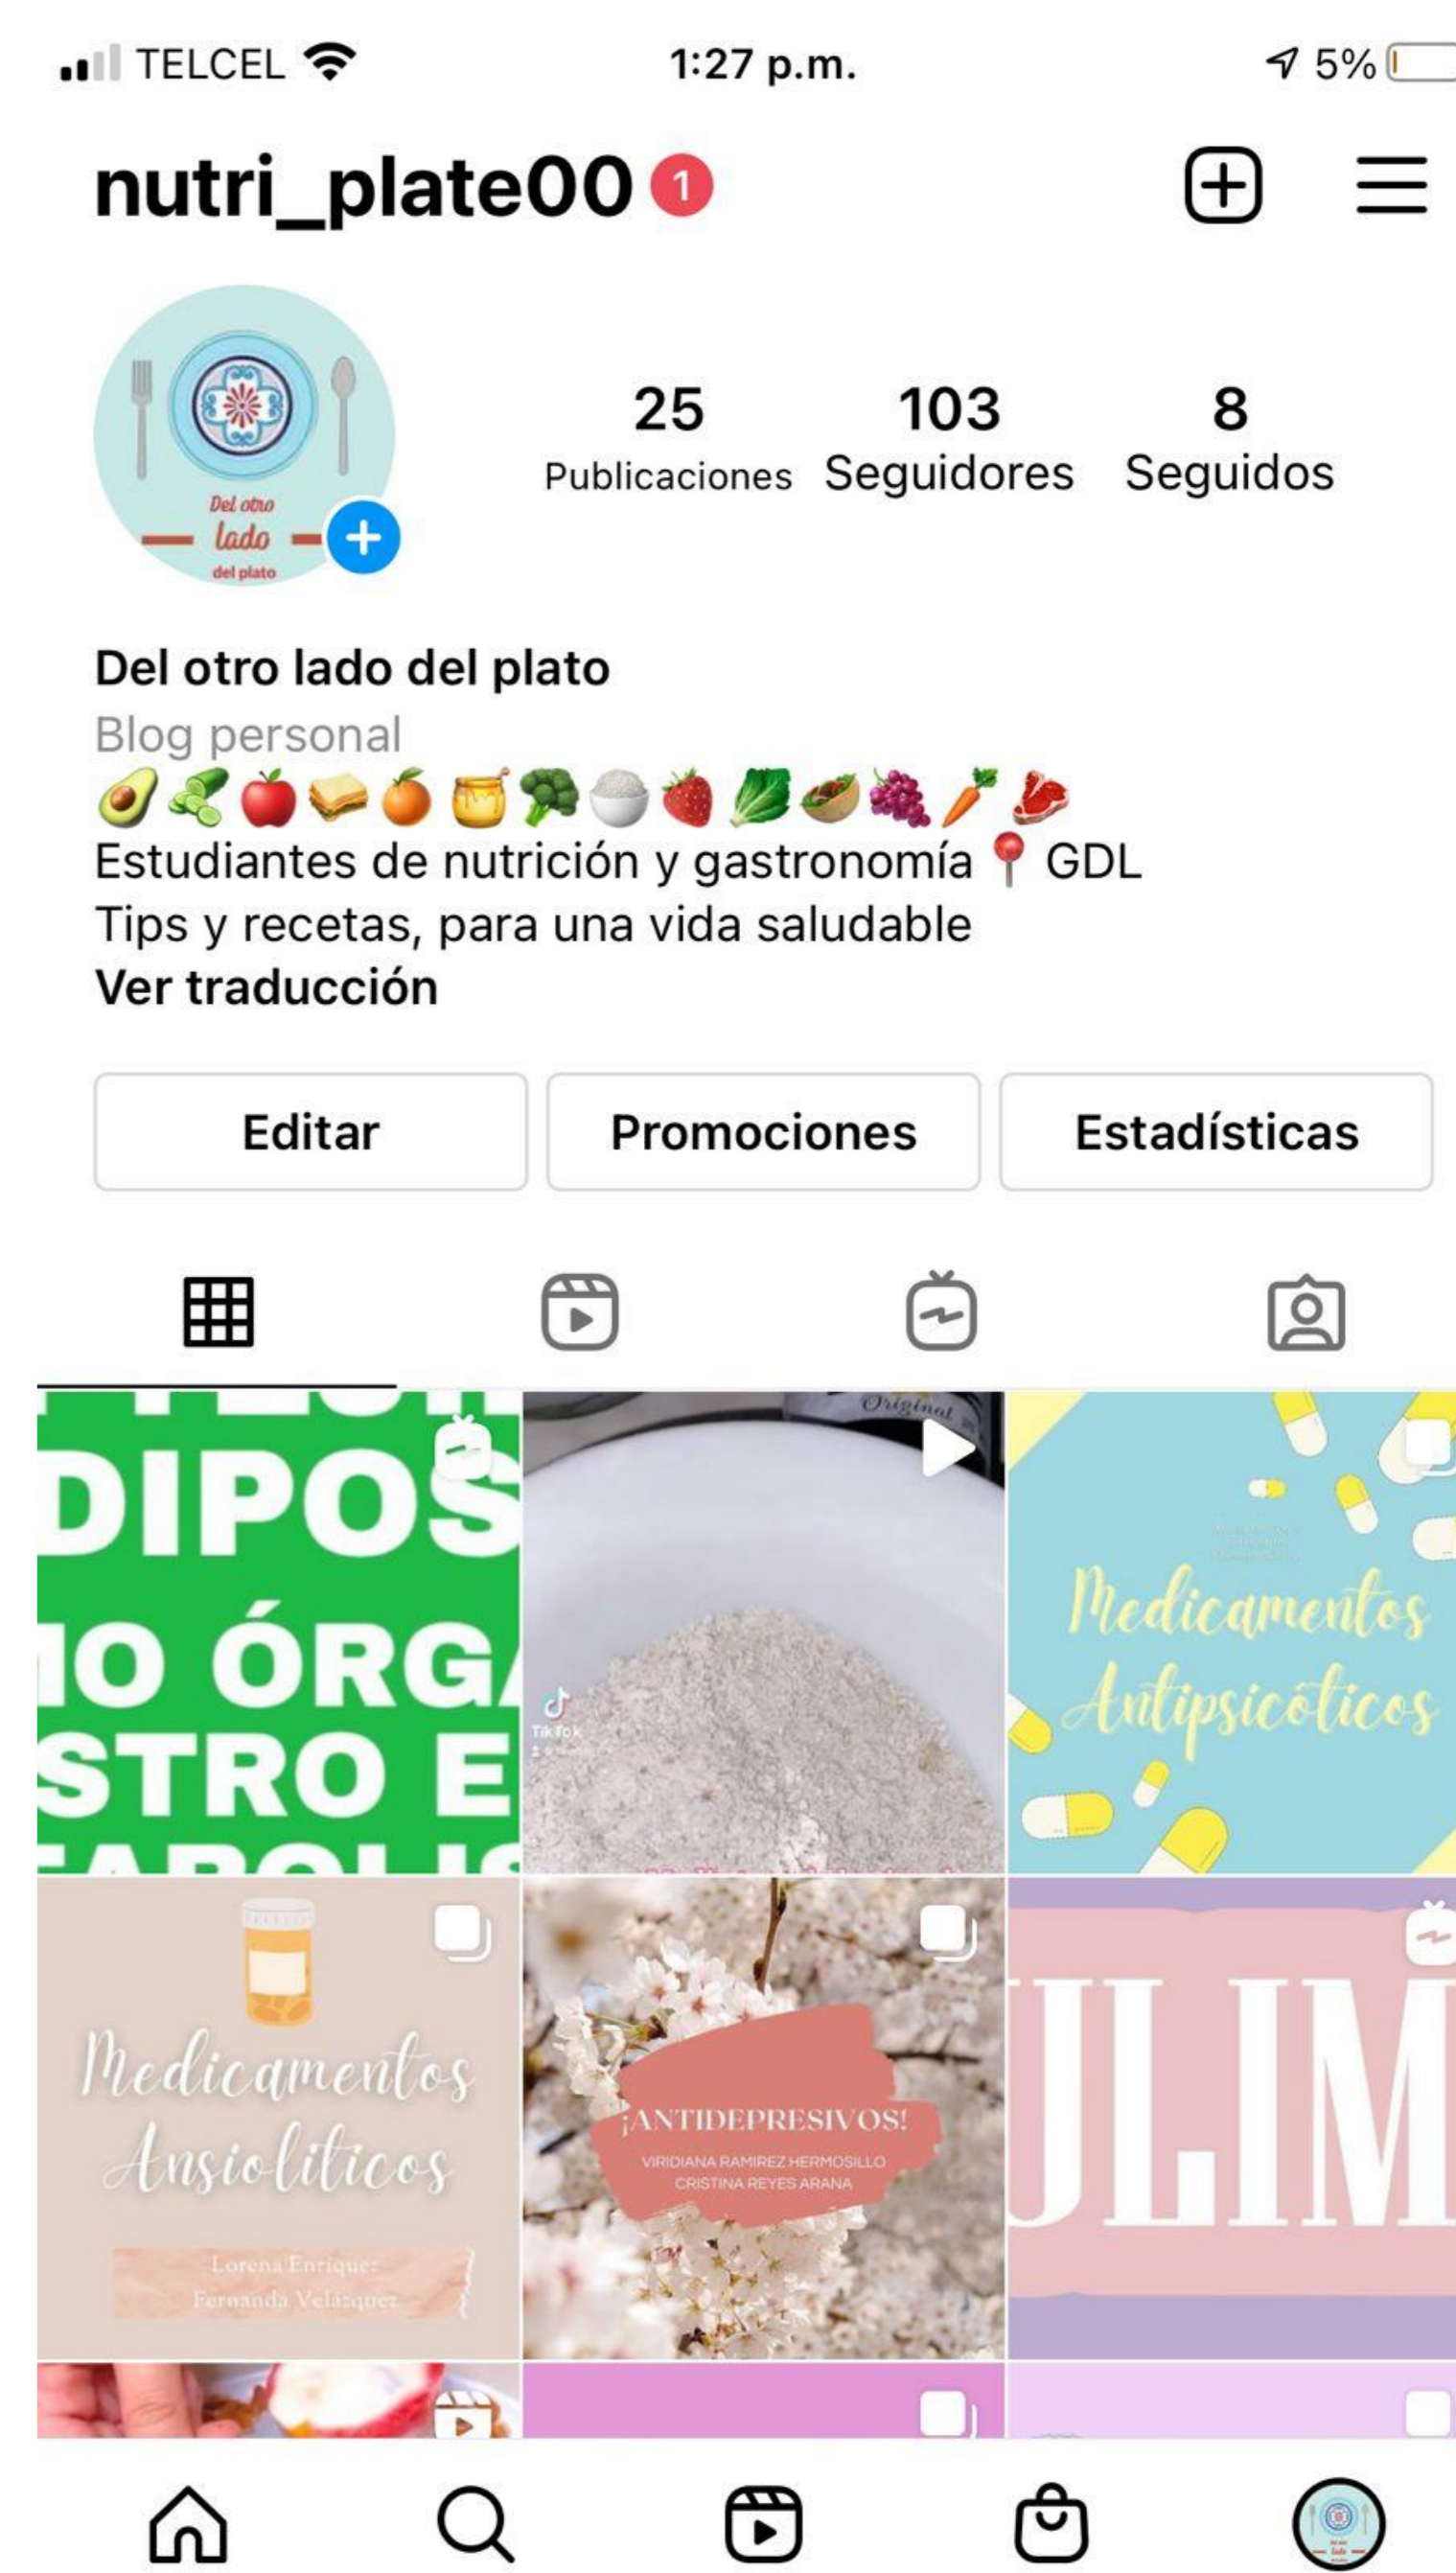 TELCEL
1:27 p.m.
5%
nutri_plate00 1
Del otro
lado
del plato
25
103
8
Publicaciones
Seguidores
Seguidos
Del otro lado del plato
Blog personal
Estudiantes de nutrición y gastronomía 📍 GDL
Tips y recetas, para una vida saludable
Ver traducción
Editar
Promociones
Estadísticas
DIPOS
IO ÓRGA
STRO E
Original
TikTok
Medicamentos
Antipsicóticos
Medicamentos
Ansiolíticos
Lorena Enríquez
Fernanda Velázquez
¡ANTIDEPRESIVOS!
VIRIDIANA RAMIREZ HERMOSILLO
CRISTINA REYES ARANA
ULIM